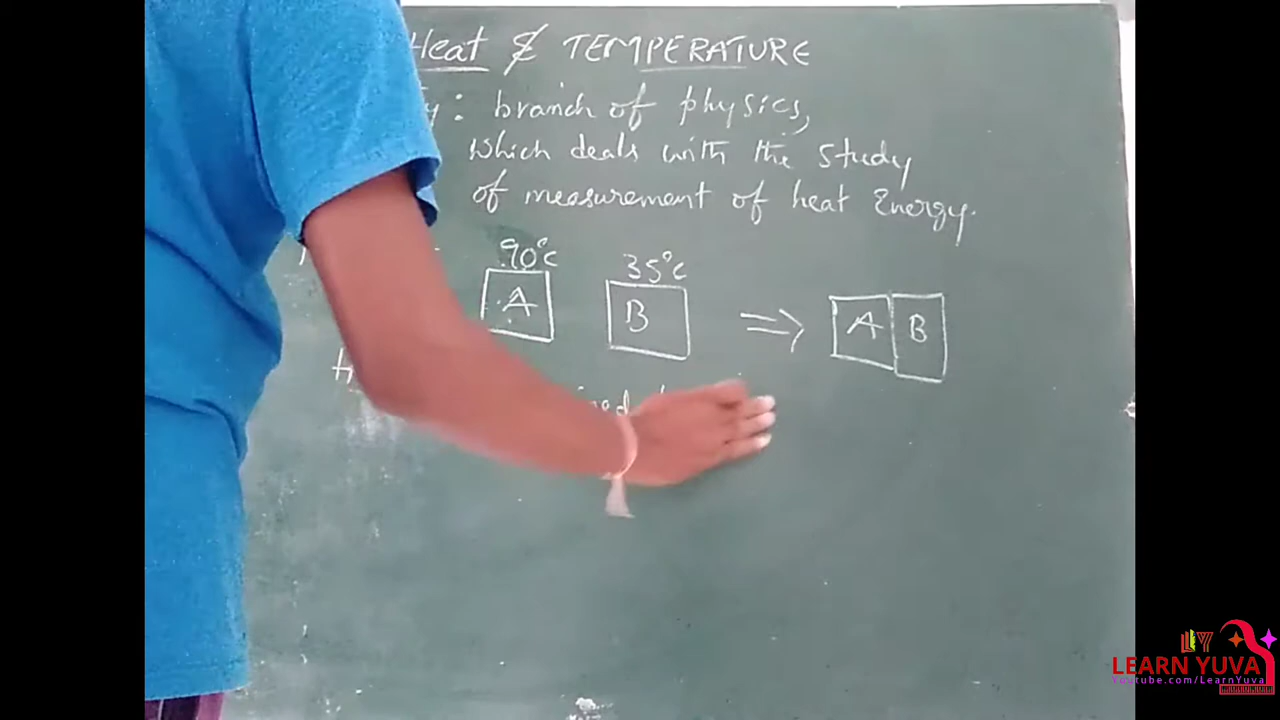 Heat & TEMPERATURE
branch of physics,
which deals with the study
of measurement of heat Energy.
90°C 35°C
A B ⇒ A B
LY
LEARN YUVA
Youtube.com/LearnYuva